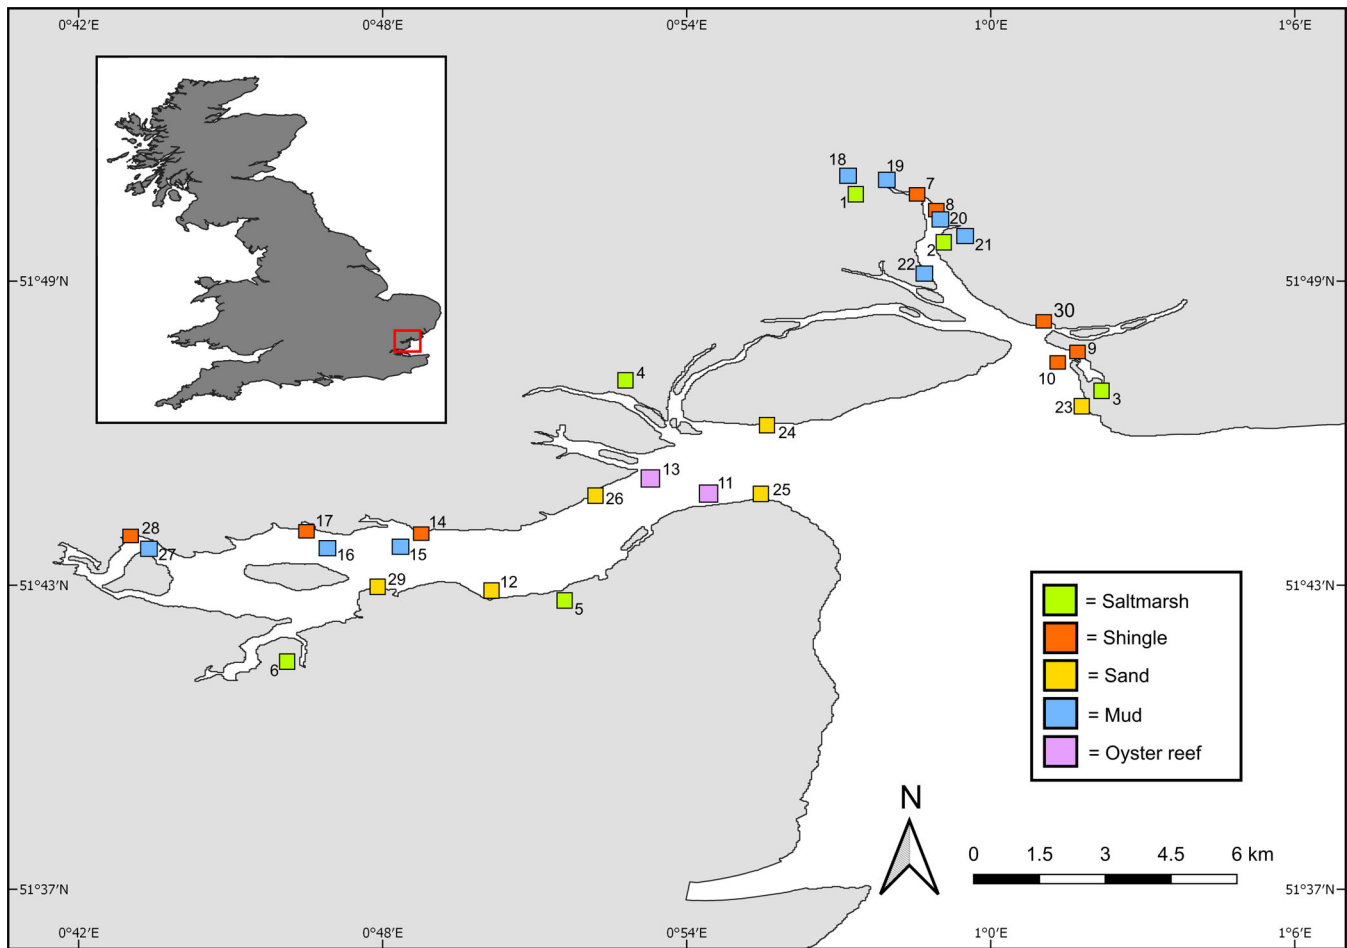 0°42′E 0°48′E 0°54′E 1°0′E 1°6′E
18
19
7
1
8
20
2
21
22
51°49′N 51°49′N
30
9
10
4
3
23
24
13
11
25
26
28
17
14
27
16
15
29
12
51°43′N 51°43′N
5
6
= Saltmarsh
= Shingle
= Sand
= Mud
= Oyster reef
N
0 1.5 3 4.5 6 km
51°37′N 51°37′N
0°42′E 0°48′E 0°54′E 1°0′E 1°6′E